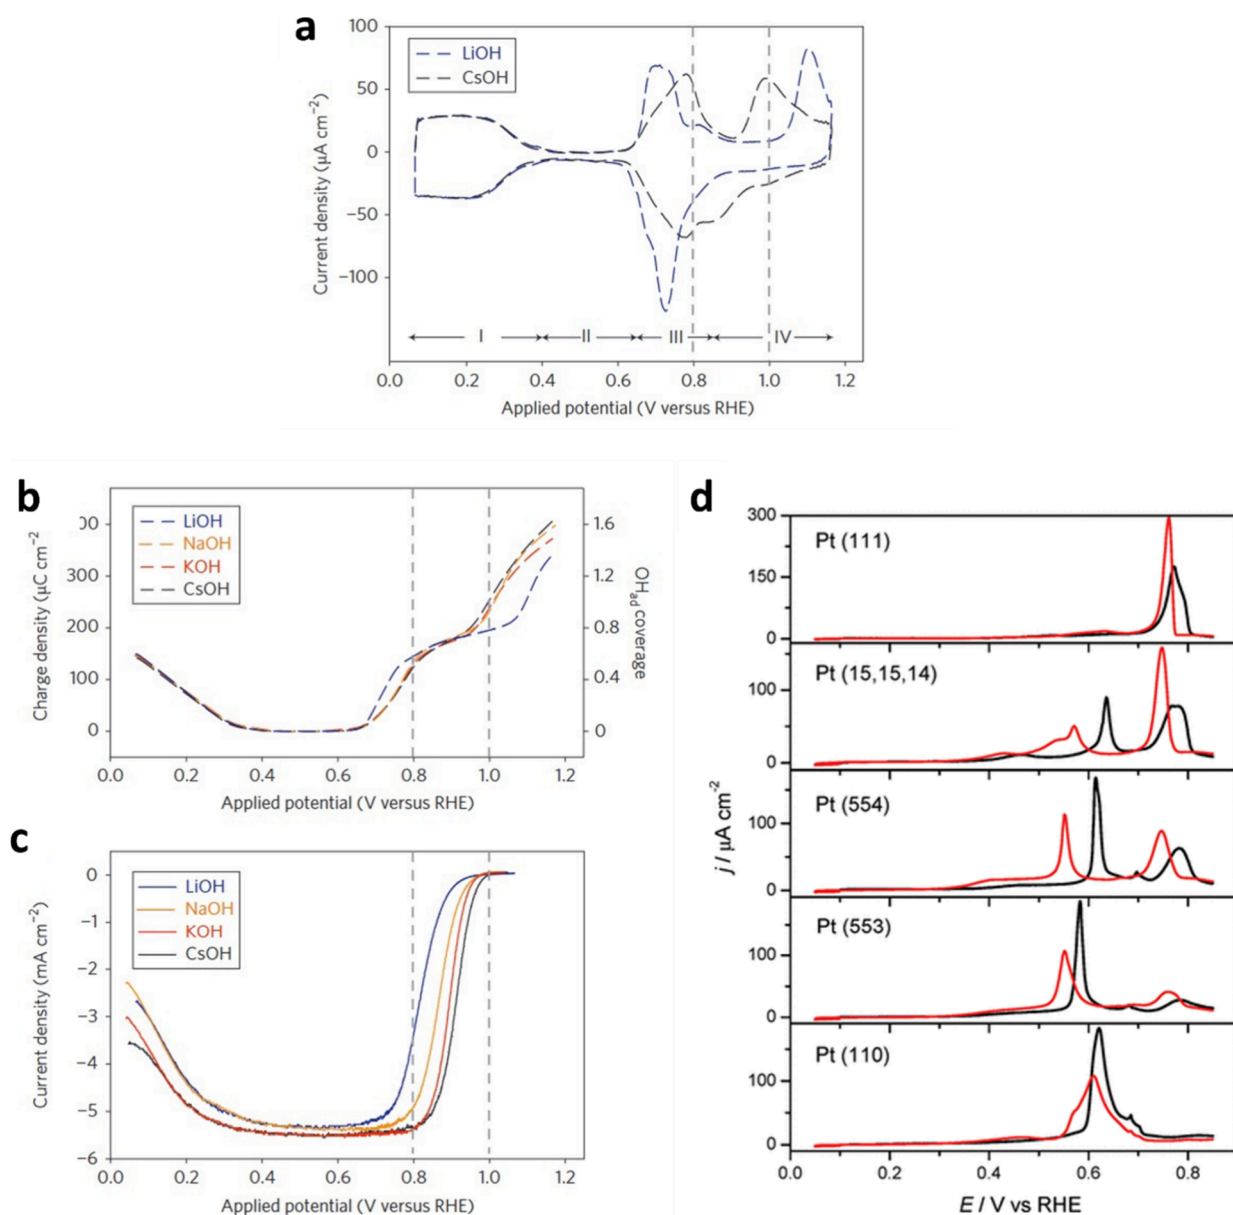 a
100
50
0
−50
−100
Current density (μA cm−2)
LiOH
CsOH
I
II
III
IV
0.0 0.2 0.4 0.6 0.8 1.0 1.2
Applied potential (V versus RHE)
b
00
300
200
100
0
Charge density (μC cm−2)
LiOH
NaOH
KOH
CsOH
1.6
1.2
0.8
0.4
0
OHad coverage
0.0 0.2 0.4 0.6 0.8 1.0 1.2
Applied potential (V versus RHE)
c
0
−1
−2
−3
−4
−5
−6
Current density (mA cm−2)
LiOH
NaOH
KOH
CsOH
0.0 0.2 0.4 0.6 0.8 1.0 1.2
Applied potential (V versus RHE)
d
300
150
0
Pt (111)
100
0
Pt (15,15,14)
100
0
Pt (554)
100
0
Pt (553)
100
0
Pt (110)
j / μA cm-2
0.0 0.2 0.4 0.6 0.8
E / V vs RHE